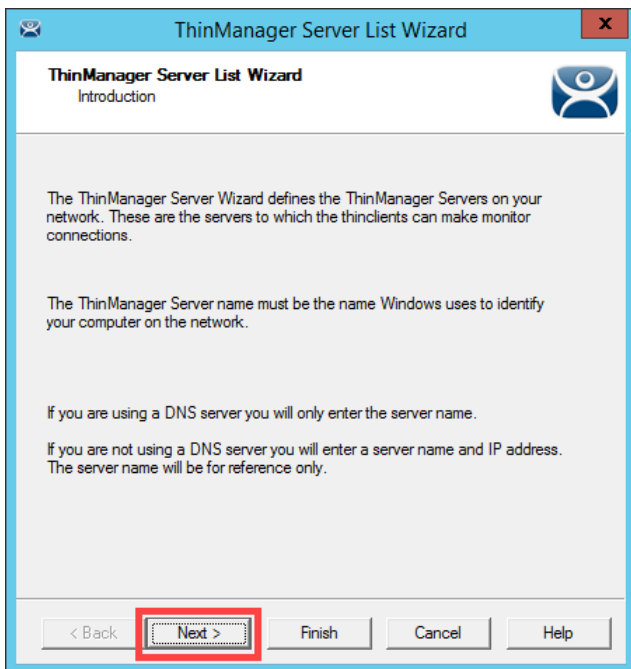 ThinManager Server List Wizard
x
ThinManager Server List Wizard
Introduction
The ThinManager Server Wizard defines the ThinManager Servers on your
network. These are the servers to which the thinclients can make monitor
connections.
The ThinManager Server name must be the name Windows uses to identify
your computer on the network.
If you are using a DNS server you will only enter the server name.
If you are not using a DNS server you will enter a server name and IP address.
The server name will be for reference only.
< Back Next > Finish Cancel Help